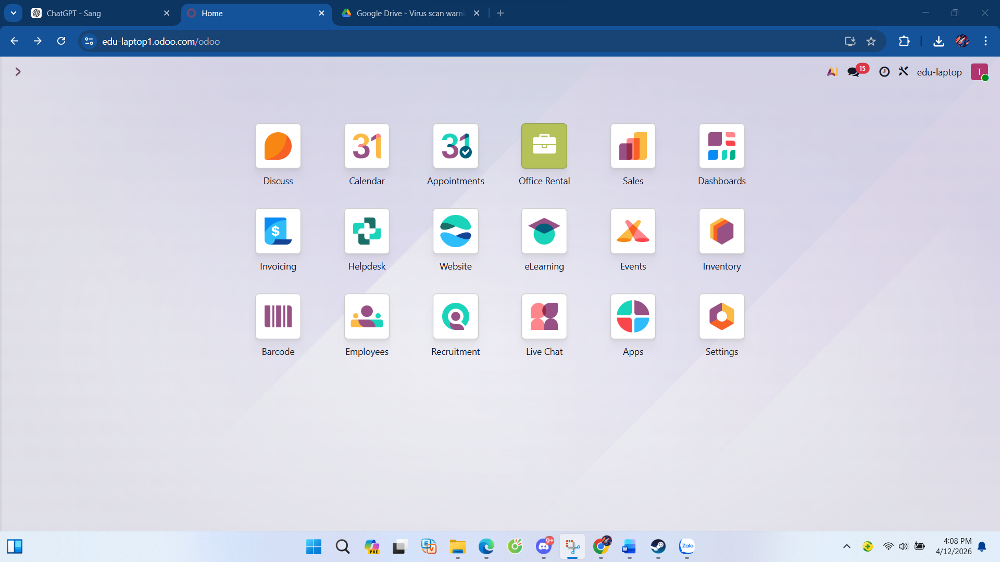 ChatGPT - Sang
Home
Google Drive - Virus scan warni
edu-laptop1.odoo.com/odoo
AI
15
edu-laptop
T
31
31
Discuss
Calendar
Appointments
Office Rental
Sales
Dashboards
$
Invoicing
Helpdesk
Website
eLearning
Events
Inventory
Barcode
Employees
Recruitment
Live Chat
Apps
Settings
PRE
E
V
9+
W
Zalo
4:08 PM
4/12/2026